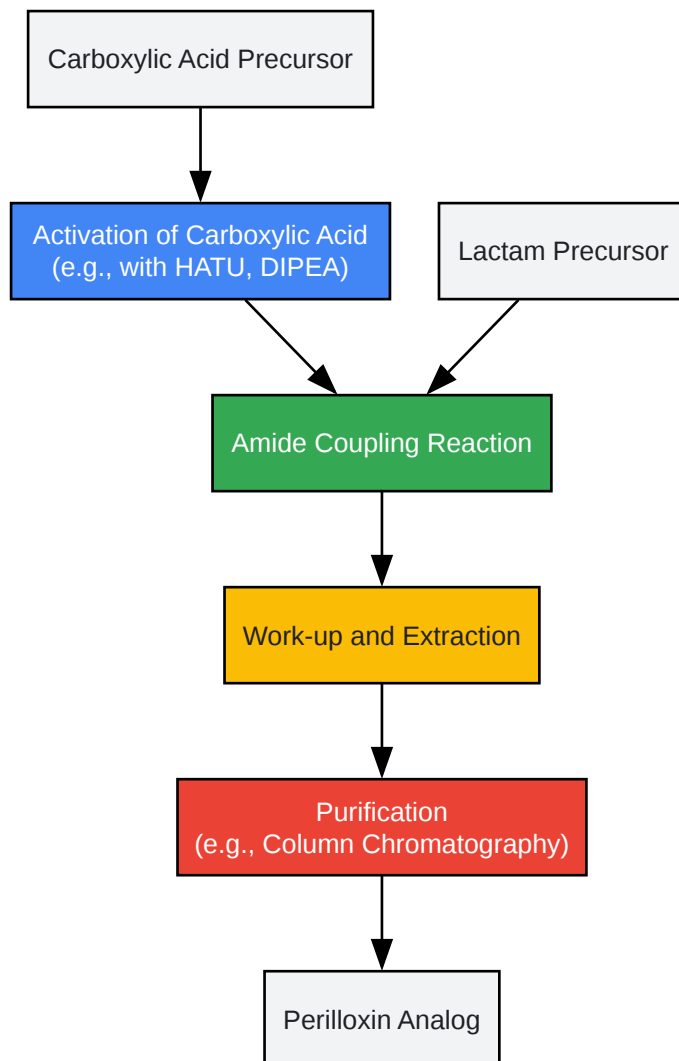 Carboxylic Acid Precursor
Activation of Carboxylic Acid
(e.g., with HATU, DIPEA)
Lactam Precursor
Amide Coupling Reaction
Work-up and Extraction
Purification
(e.g., Column Chromatography)
Perilloxin Analog